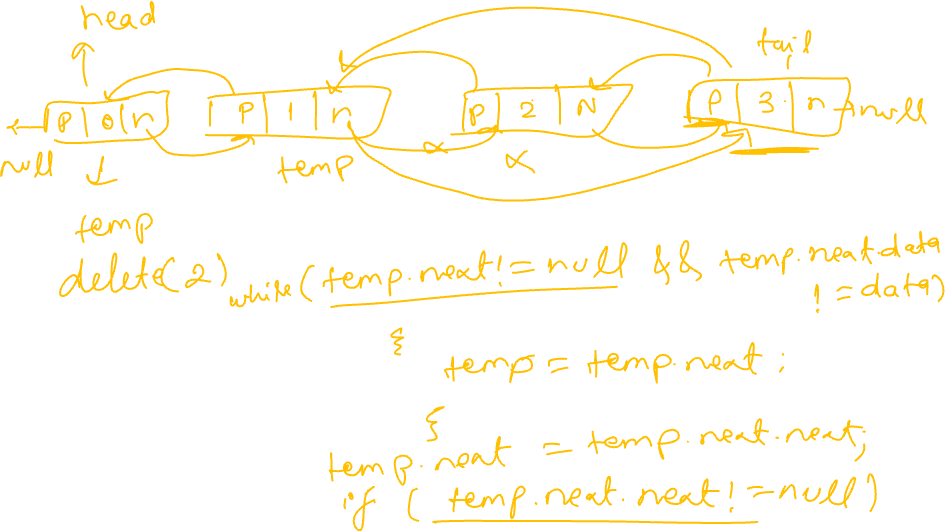 head
tail
P 0 n
P 1 n
P 2 N
P 3 n
null
null
temp
temp
delete(2)
while(temp.next!=null && temp.next.data
!=data)
{
temp = temp.next;
}
temp.next = temp.next.next;
if (temp.next.next!=null)